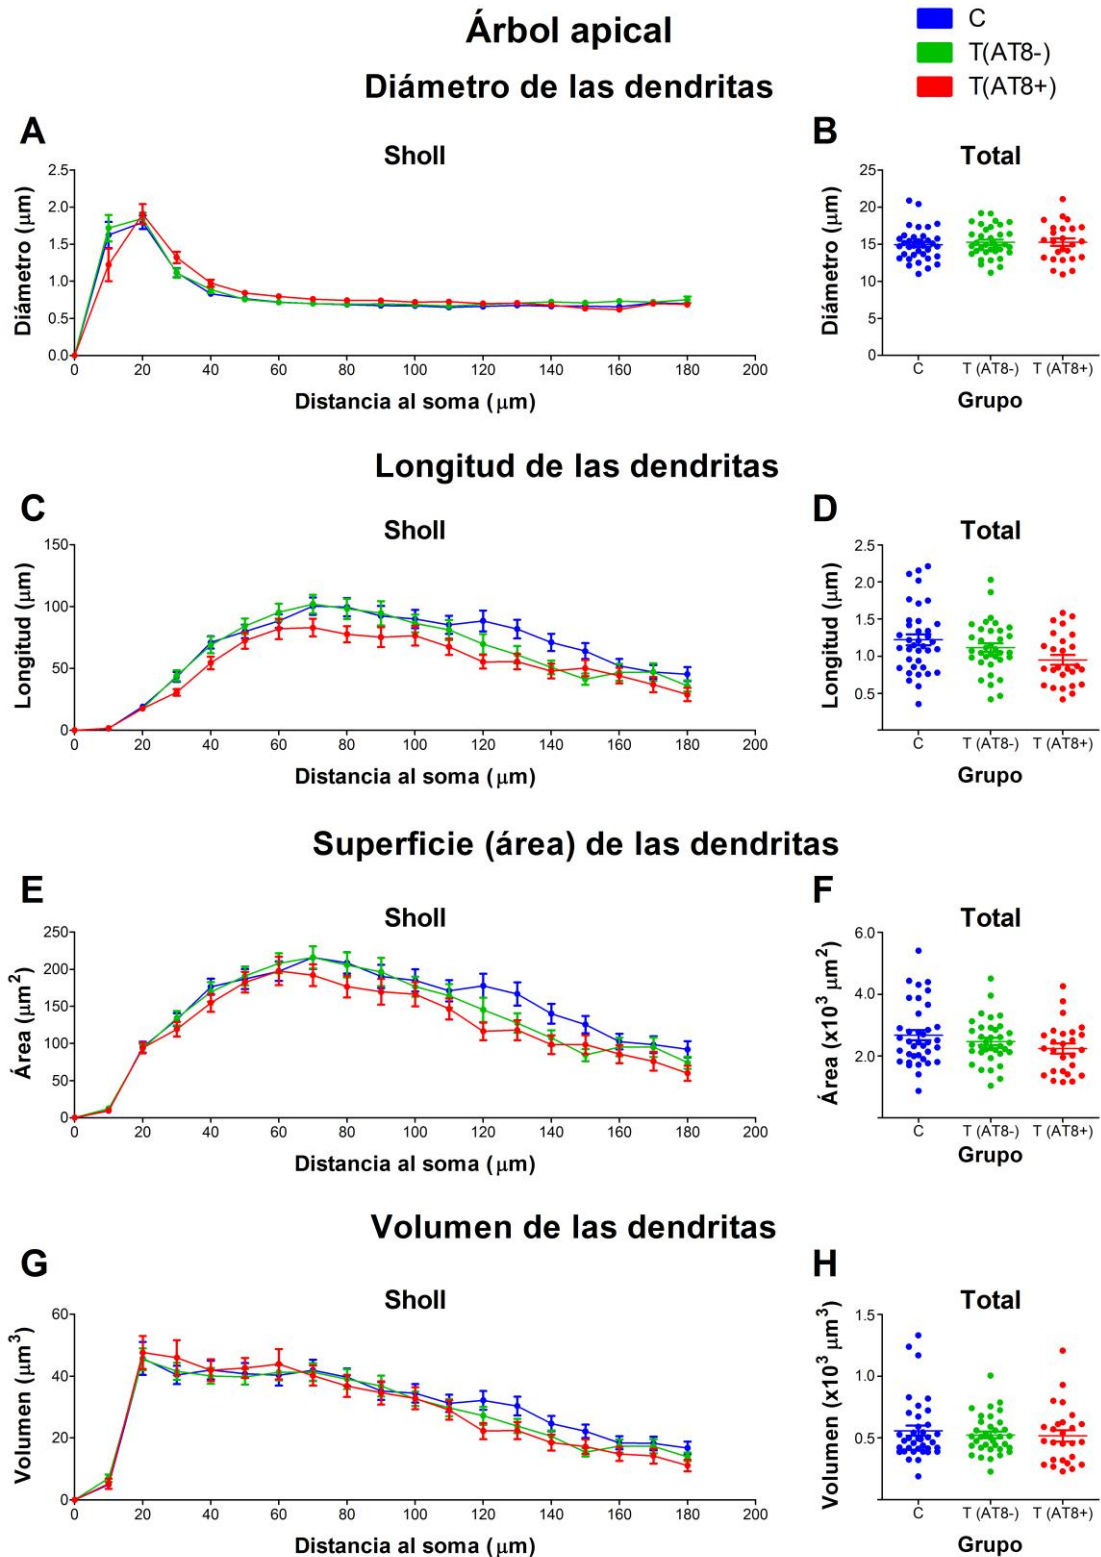 Árbol apical
C
T(AT8-)
T(AT8+)
Diámetro de las dendritas
A
Sholl
Diámetro (μm)
2.5
2.0
1.5
1.0
0.5
0.0
0 20 40 60 80 100 120 140 160 180 200
Distancia al soma (μm)
B
Total
Diámetro (μm)
25
20
15
10
5
0
C T (AT8-) T (AT8+)
Grupo
Longitud de las dendritas
C
Sholl
Longitud (μm)
150
100
50
0
0 20 40 60 80 100 120 140 160 180 200
Distancia al soma (μm)
D
Total
Longitud (μm)
2.5
2.0
1.5
1.0
0.5
C T (AT8-) T (AT8+)
Grupo
Superficie (área) de las dendritas
E
Sholl
Área (μm²)
250
200
150
100
50
0
0 20 40 60 80 100 120 140 160 180 200
Distancia al soma (μm)
F
Total
Área (x10³ μm²)
6.0
4.0
2.0
C T (AT8-) T (AT8+)
Grupo
Volumen de las dendritas
G
Sholl
Volumen (μm³)
60
40
20
0
0 20 40 60 80 100 120 140 160 180 200
Distancia al soma (μm)
H
Total
Volumen (x10³ μm³)
1.5
1.0
0.5
C T (AT8-) T (AT8+)
Grupo